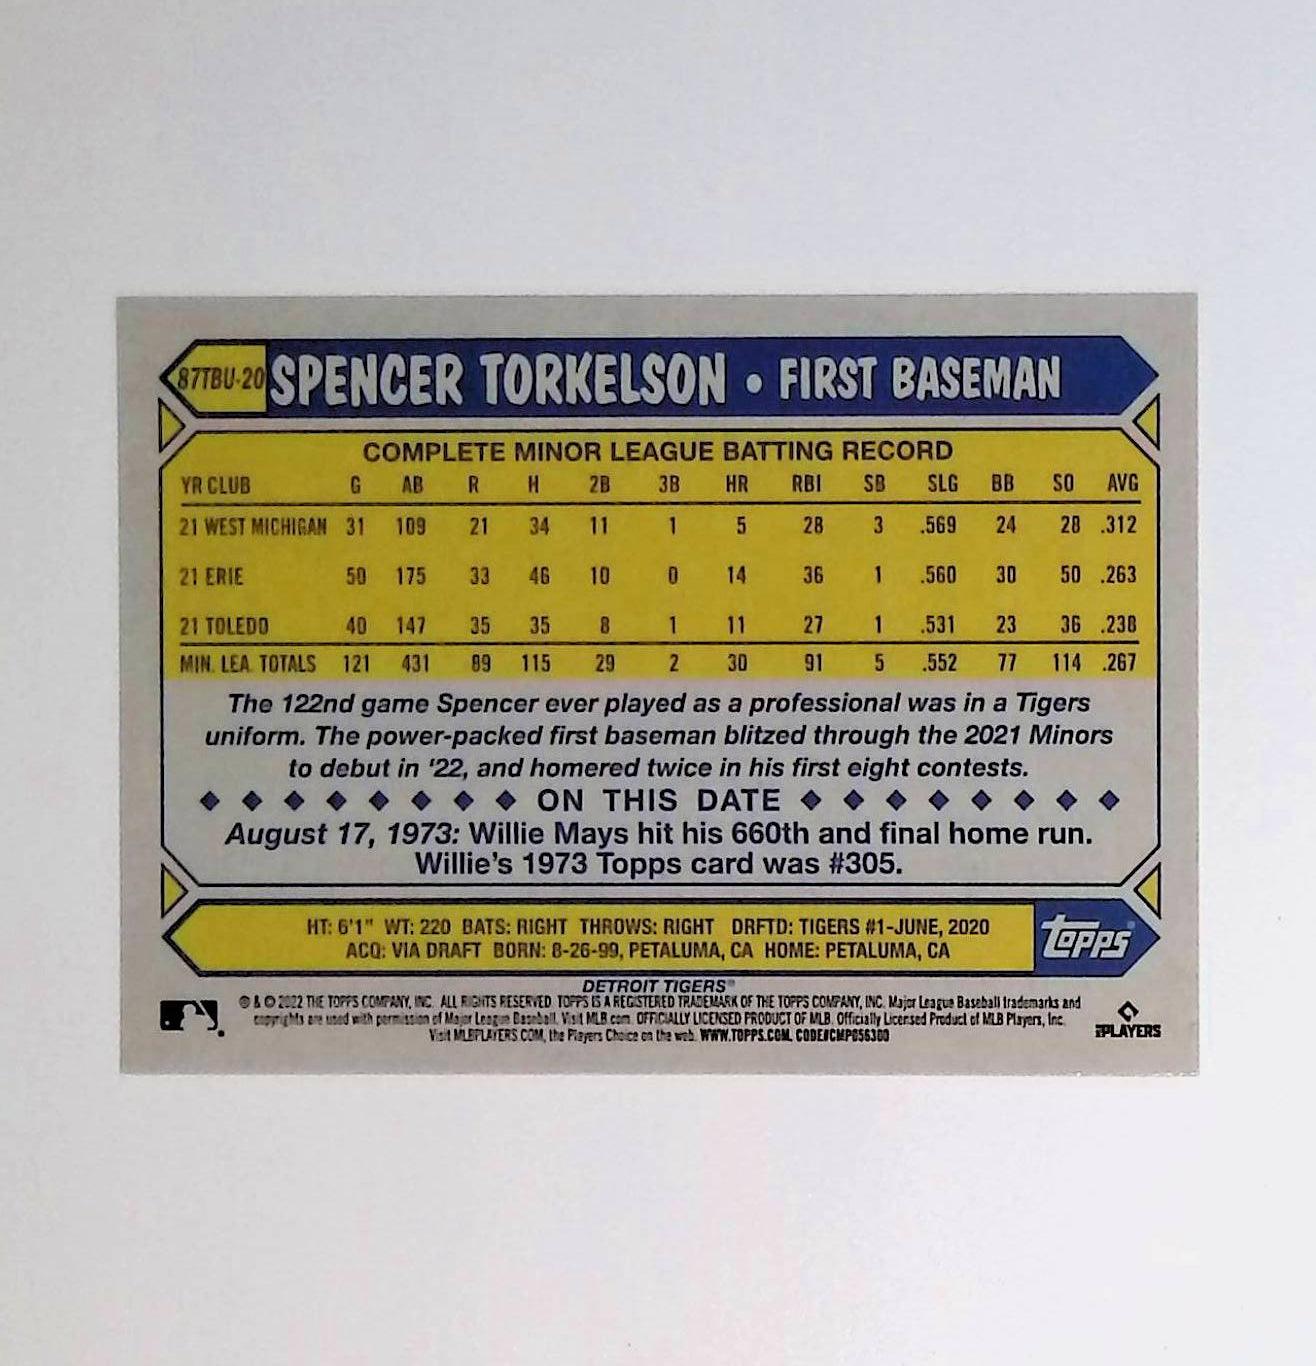 87TBU-20 SPENCER TORKELSON • FIRST BASEMAN
COMPLETE MINOR LEAGUE BATTING RECORD
YR CLUB G AB R H 2B 3B HR RBI SB SLG BB SO AVG
21 WEST MICHIGAN 31 109 21 34 11 1 5 28 3 .569 24 28 .312
21 ERIE 50 175 33 46 10 0 14 36 1 .560 30 50 .263
21 TOLEDO 40 147 35 35 8 1 11 27 1 .531 23 36 .238
MIN. LEA. TOTALS 121 431 89 115 29 2 30 91 5 .552 77 114 .267
The 122nd game Spencer ever played as a professional was in a Tigers
uniform. The power-packed first baseman blitzed through the 2021 Minors
to debut in '22, and homered twice in his first eight contests.
ON THIS DATE
August 17, 1973: Willie Mays hit his 660th and final home run.
Willie's 1973 Topps card was #305.
HT: 6'1" WT: 220 BATS: RIGHT THROWS: RIGHT DRFTD: TIGERS #1-JUNE, 2020
ACQ: VIA DRAFT BORN: 8-26-99, PETALUMA, CA HOME: PETALUMA, CA
topps
DETROIT TIGERS
® & © 2022 THE TOPPS COMPANY, INC. ALL RIGHTS RESERVED. TOPPS IS A REGISTERED TRADEMARK OF THE TOPPS COMPANY, INC. Major League Baseball trademarks and
copyrights are used with permission of Major League Baseball. Visit MLB.com. OFFICIALLY LICENSED PRODUCT OF MLB. Officially Licensed Product of MLB Players, Inc.
Visit MLBPLAYERS.COM, the Players Choice on the web. WWW.TOPPS.COM. CODE#CMP056300
PLAYERS